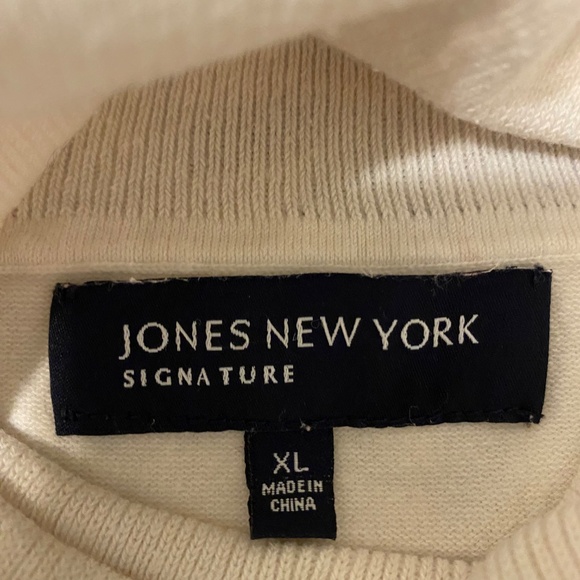 JONES NEW YORK
SIGNATURE
XL
MADE IN
CHINA